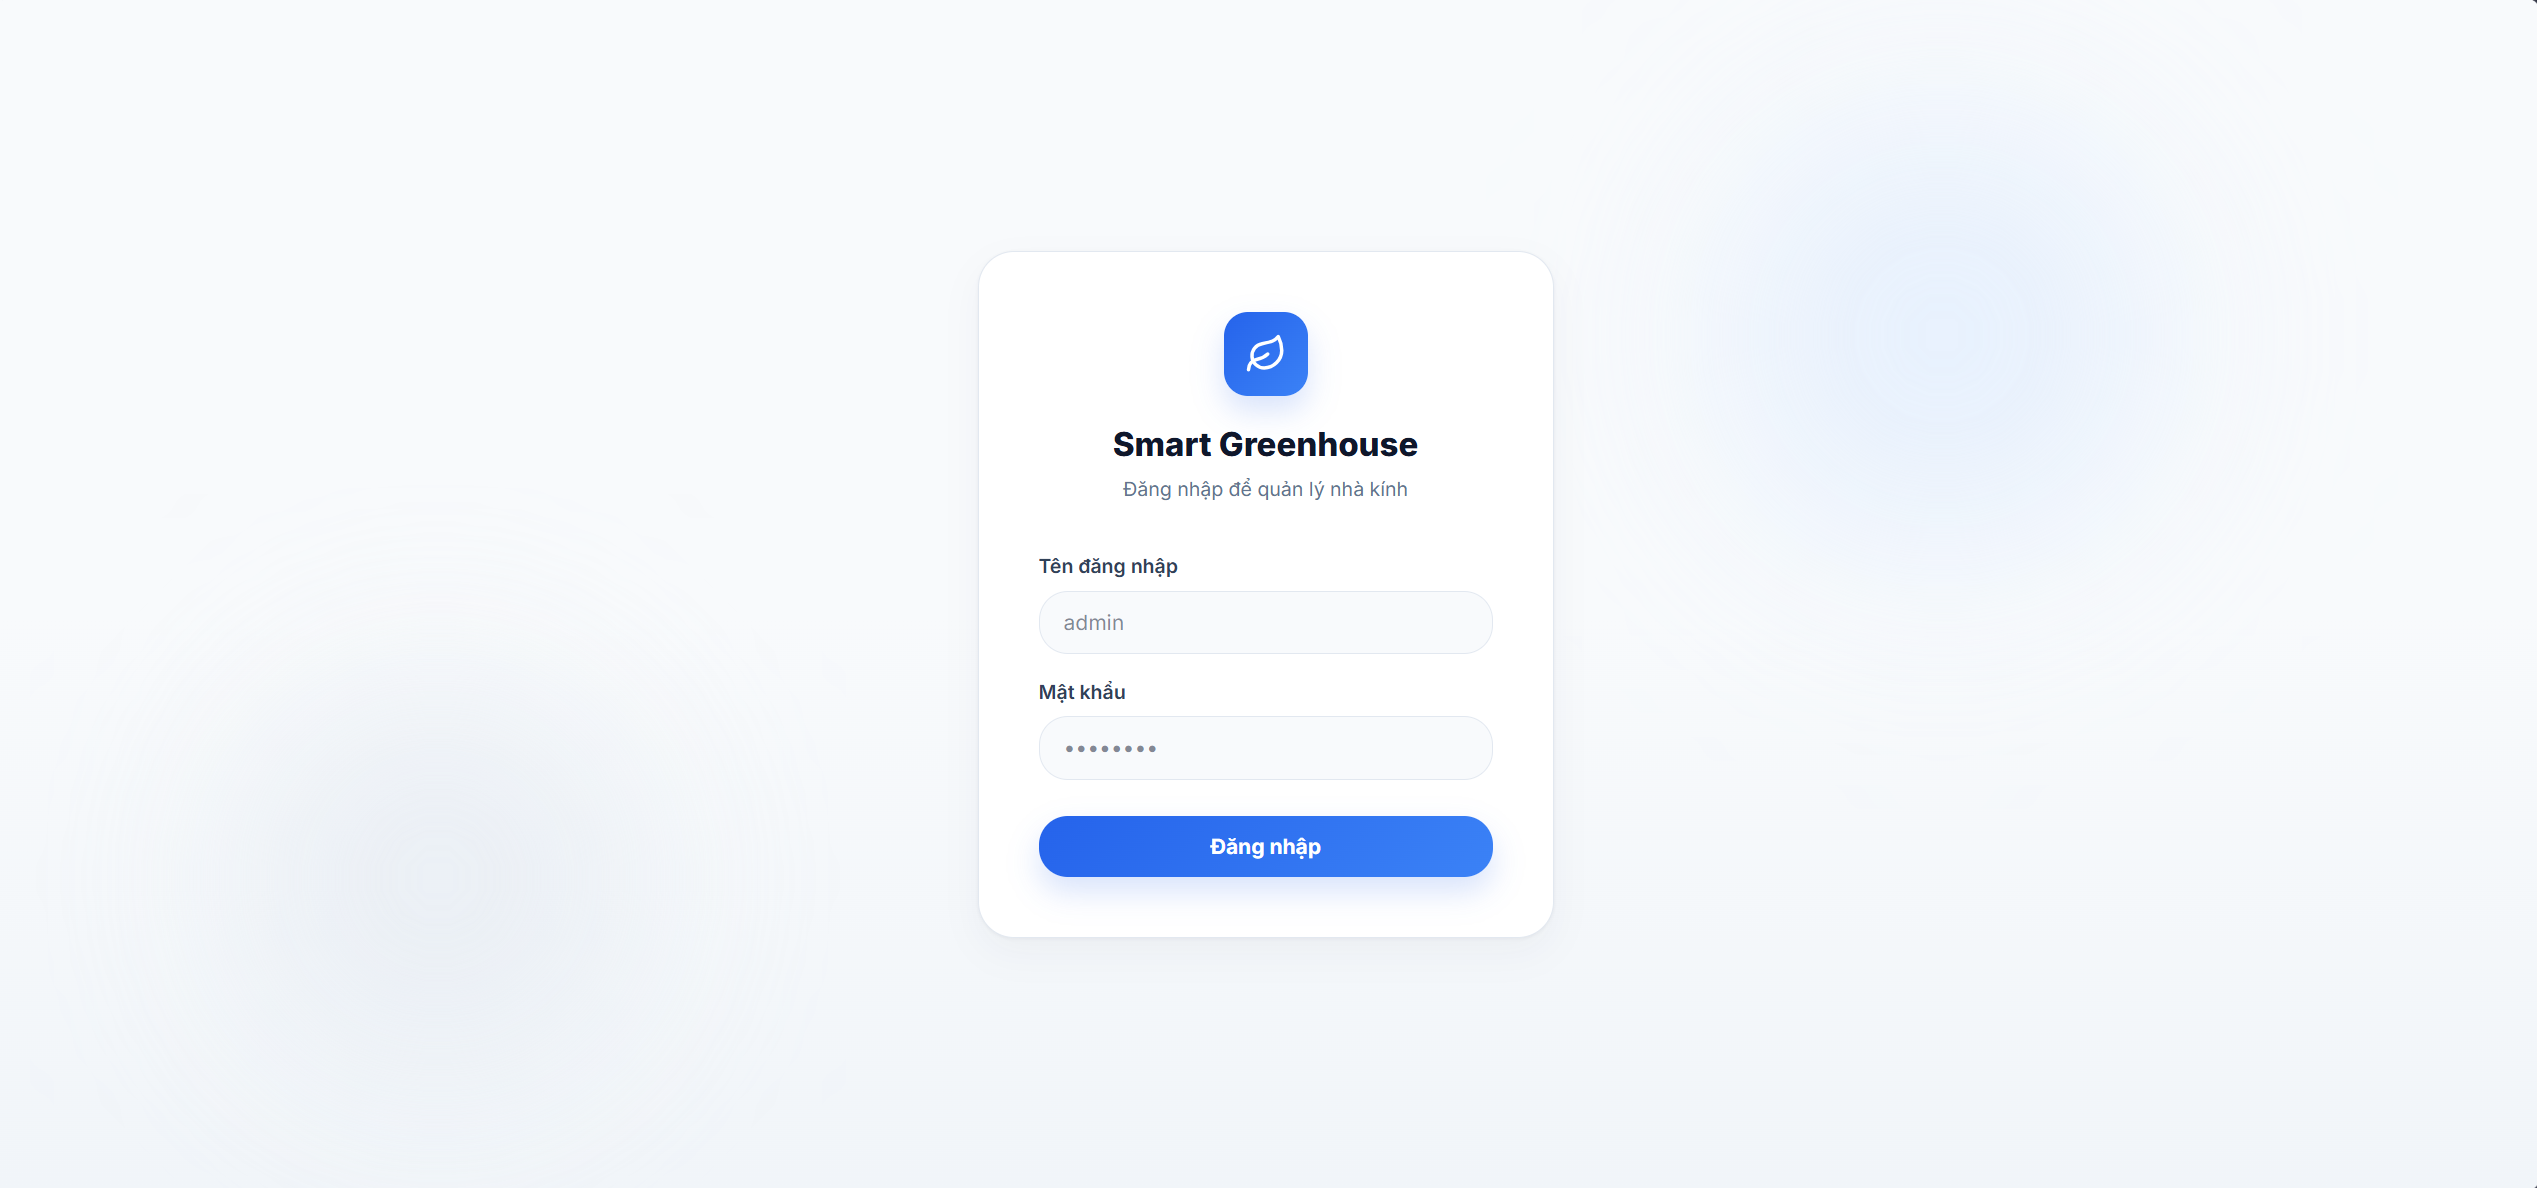 Smart Greenhouse
Đăng nhập để quản lý nhà kính
Tên đăng nhập
admin
Mật khẩu
••••••••
Đăng nhập